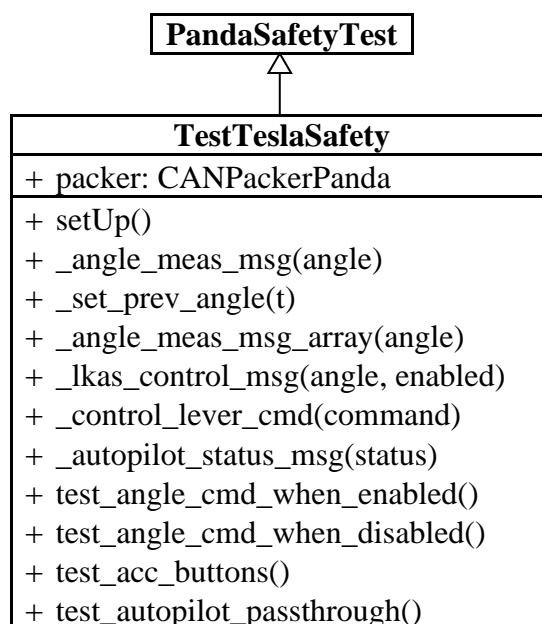 PandaSafetyTest
TestTeslaSafety
+ packer: CANPackerPanda
+ setUp()
+ _angle_meas_msg(angle)
+ _set_prev_angle(t)
+ _angle_meas_msg_array(angle)
+ _lkas_control_msg(angle, enabled)
+ _control_lever_cmd(command)
+ _autopilot_status_msg(status)
+ test_angle_cmd_when_enabled()
+ test_angle_cmd_when_disabled()
+ test_acc_buttons()
+ test_autopilot_passthrough()